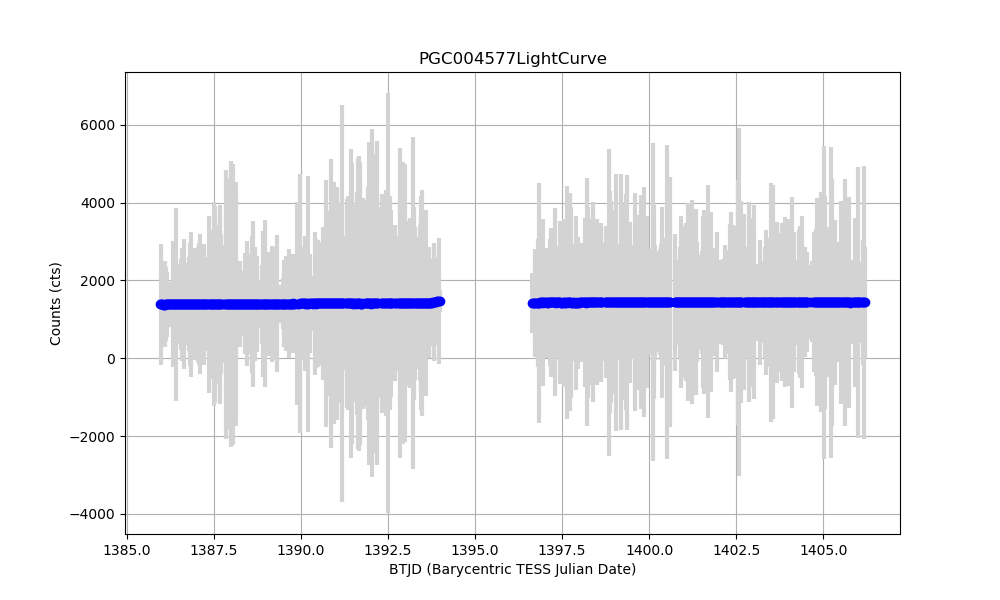 PGC004577LightCurve
Counts (cts)
6000
4000
2000
0
−2000
−4000
1385.0 1387.5 1390.0 1392.5 1395.0 1397.5 1400.0 1402.5 1405.0
BTJD (Barycentric TESS Julian Date)